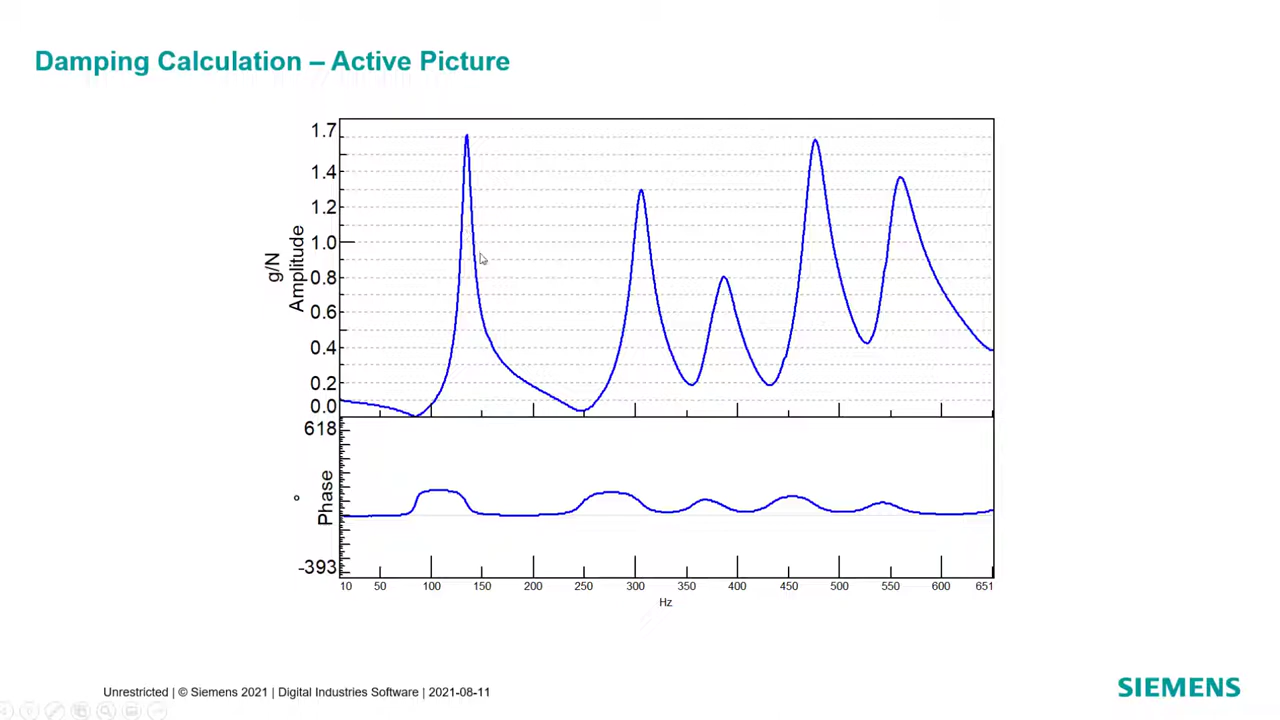 Damping Calculation – Active Picture
1.7
1.4
1.2
1.0
0.8
0.6
0.4
0.2
0.0
g/N
Amplitude
618
-393
°
Phase
10 50 100 150 200 250 300 350 400 450 500 550 600 651
Hz
Unrestricted | © Siemens 2021 | Digital Industries Software | 2021-08-11
SIEMENS